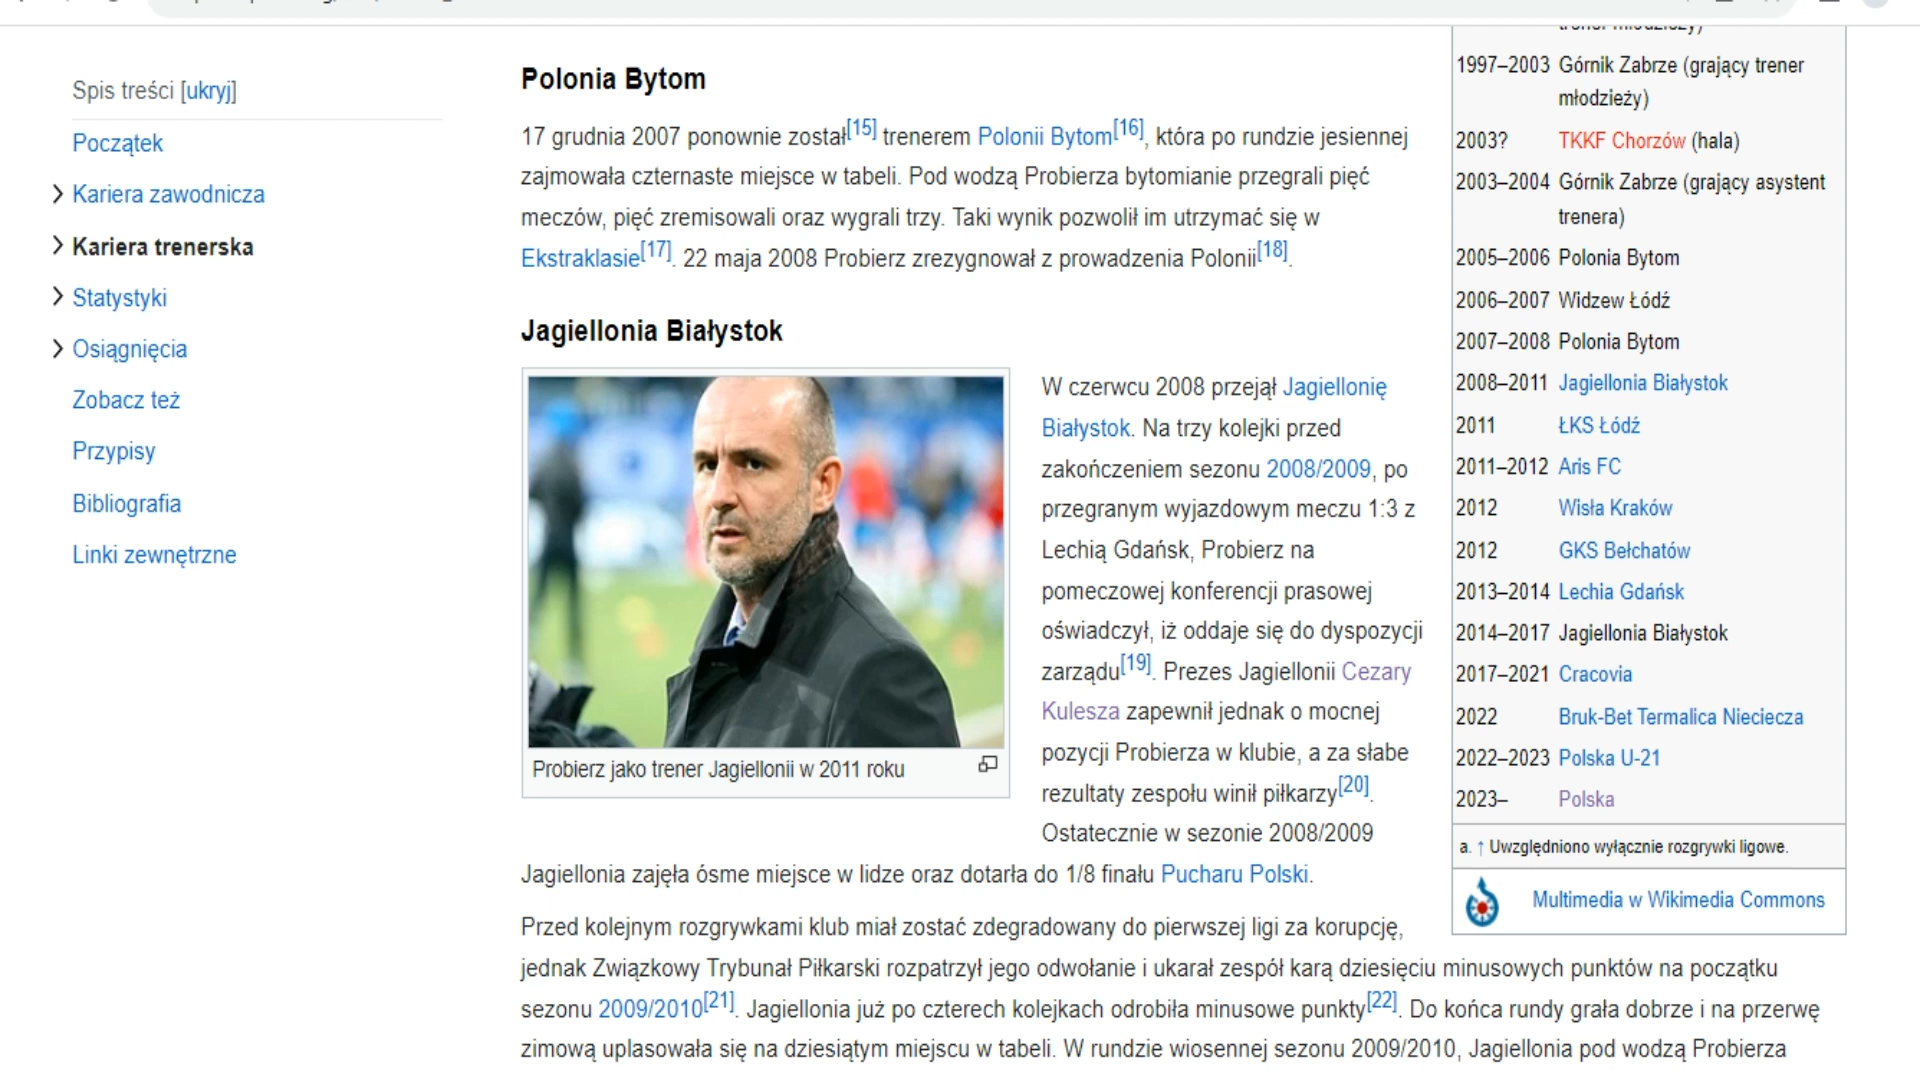 Spis treści [ukryj]
Początek
Kariera zawodnicza
Kariera trenerska
Statystyki
Osiągnięcia
Zobacz też
Przypisy
Bibliografia
Linki zewnętrzne
Polonia Bytom
17 grudnia 2007 ponownie został[15] trenerem Polonii Bytom[16], która po rundzie jesiennej
zajmowała czternaste miejsce w tabeli. Pod wodzą Probierza bytomianie przegrali pięć
meczów, pięć zremisowali oraz wygrali trzy. Taki wynik pozwolił im utrzymać się w
Ekstraklasie[17]. 22 maja 2008 Probierz zrezygnował z prowadzenia Polonii[18].
Jagiellonia Białystok
Probierz jako trener Jagiellonii w 2011 roku
W czerwcu 2008 przejął Jagiellonię
Białystok. Na trzy kolejki przed
zakończeniem sezonu 2008/2009, po
przegranym wyjazdowym meczu 1:3 z
Lechią Gdańsk, Probierz na
pomeczowej konferencji prasowej
oświadczył, iż oddaje się do dyspozycji
zarządu[19]. Prezes Jagiellonii Cezary
Kulesza zapewnił jednak o mocnej
pozycji Probierza w klubie, a za słabe
rezultaty zespołu winił piłkarzy[20].
Ostatecznie w sezonie 2008/2009
Jagiellonia zajęła ósme miejsce w lidze oraz dotarła do 1/8 finału Pucharu Polski.
Przed kolejnym rozgrywkami klub miał zostać zdegradowany do pierwszej ligi za korupcję,
jednak Związkowy Trybunał Piłkarski rozpatrzył jego odwołanie i ukarał zespół karą dziesięciu minusowych punktów na początku
sezonu 2009/2010[21]. Jagiellonia już po czterech kolejkach odrobiła minusowe punkty[22]. Do końca rundy grała dobrze i na przerwę
zimową uplasowała się na dziesiątym miejscu w tabeli. W rundzie wiosennej sezonu 2009/2010, Jagiellonia pod wodzą Probierza
1997–2003 Górnik Zabrze (grający trener
młodzieży)
2003? TKKF Chorzów (hala)
2003–2004 Górnik Zabrze (grający asystent
trenera)
2005–2006 Polonia Bytom
2006–2007 Widzew Łódź
2007–2008 Polonia Bytom
2008–2011 Jagiellonia Białystok
2011 ŁKS Łódź
2011–2012 Aris FC
2012 Wisła Kraków
2012 GKS Bełchatów
2013–2014 Lechia Gdańsk
2014–2017 Jagiellonia Białystok
2017–2021 Cracovia
2022 Bruk-Bet Termalica Nieciecza
2022–2023 Polska U-21
2023– Polska
a. ↑ Uwzględniono wyłącznie rozgrywki ligowe.
Multimedia w Wikimedia Commons